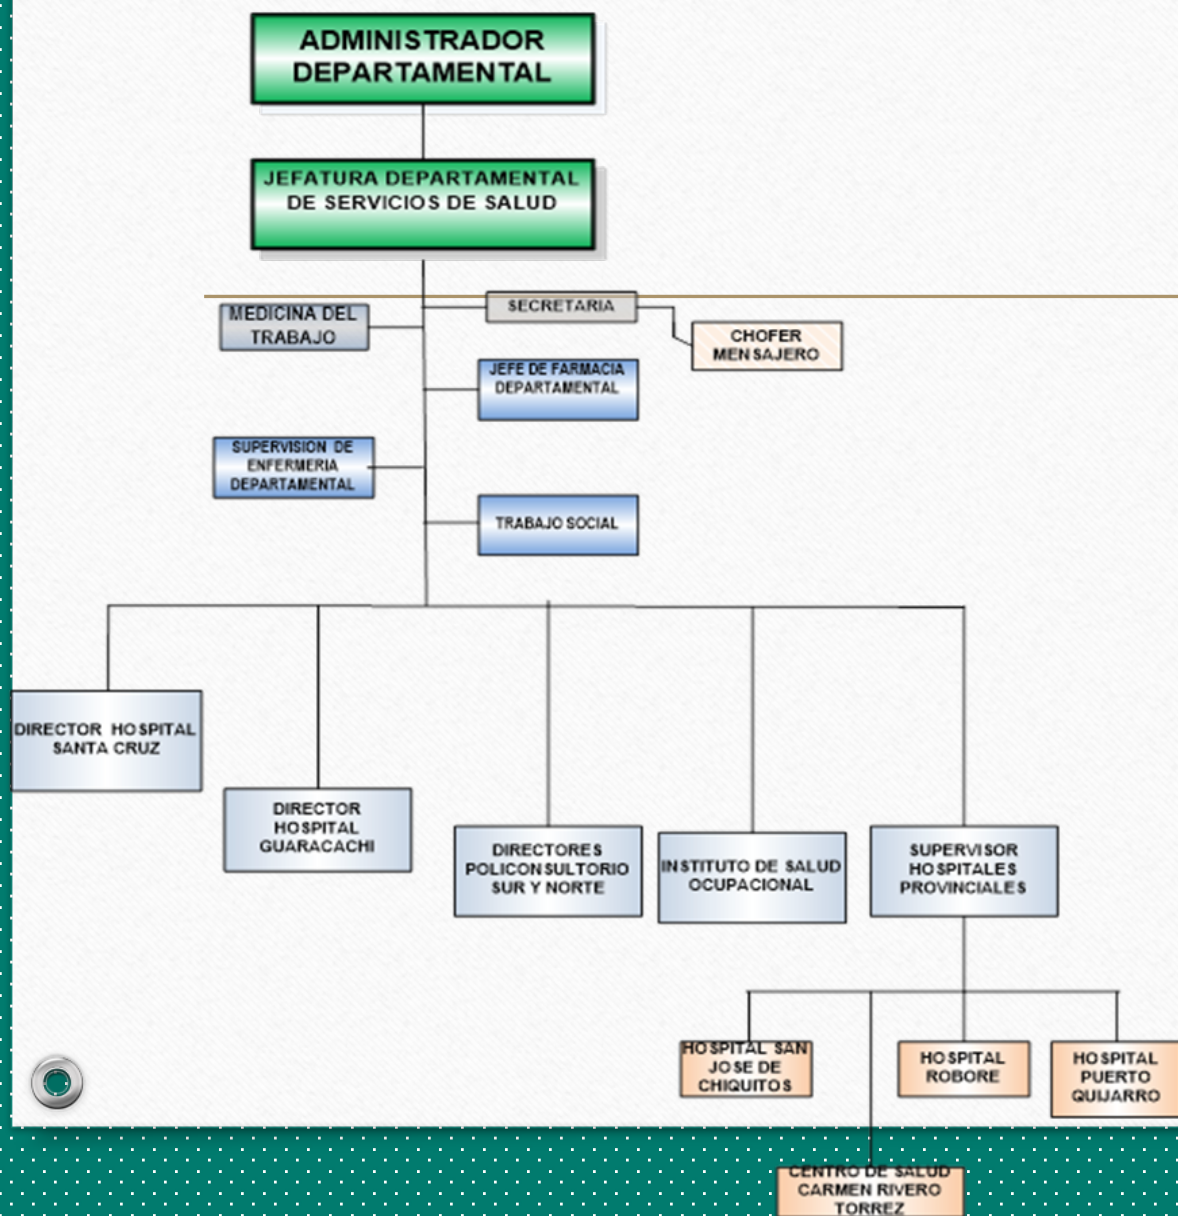 ADMINISTRADOR
DEPARTAMENTAL
JEFATURA DEPARTAMENTAL
DE SERVICIOS DE SALUD
MEDICINA DEL
TRABAJO
SECRETARIA
CHOFER
MENSAJERO
JEFE DE FARMACIA
DEPARTAMENTAL
SUPERVISION DE
ENFERMERIA
DEPARTAMENTAL
TRABAJO SOCIAL
DIRECTOR HOSPITAL
SANTA CRUZ
DIRECTOR
HOSPITAL
GUARACACHI
DIRECTORES
POLICONSULTORIO
SUR Y NORTE
INSTITUTO DE SALUD
OCUPACIONAL
SUPERVISOR
HOSPITALES
PROVINCIALES
HOSPITAL SAN
JOSE DE
CHIQUITOS
HOSPITAL
ROBORE
HOSPITAL
PUERTO
QUIJARRO
CENTRO DE SALUD
CARMEN RIVERO
TORREZ